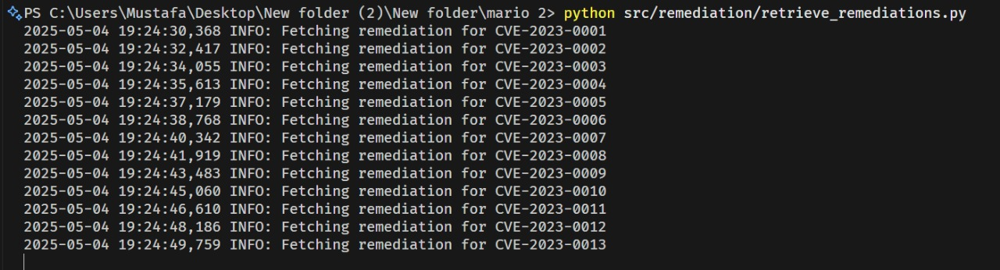 PS C:\Users\Mustafa\Desktop\New folder (2)\New folder\mario 2> python src/remediation/retrieve_remediations.py
2025-05-04 19:24:30,368 INFO: Fetching remediation for CVE-2023-0001
2025-05-04 19:24:32,417 INFO: Fetching remediation for CVE-2023-0002
2025-05-04 19:24:34,055 INFO: Fetching remediation for CVE-2023-0003
2025-05-04 19:24:35,613 INFO: Fetching remediation for CVE-2023-0004
2025-05-04 19:24:37,179 INFO: Fetching remediation for CVE-2023-0005
2025-05-04 19:24:38,768 INFO: Fetching remediation for CVE-2023-0006
2025-05-04 19:24:40,342 INFO: Fetching remediation for CVE-2023-0007
2025-05-04 19:24:41,919 INFO: Fetching remediation for CVE-2023-0008
2025-05-04 19:24:43,483 INFO: Fetching remediation for CVE-2023-0009
2025-05-04 19:24:45,060 INFO: Fetching remediation for CVE-2023-0010
2025-05-04 19:24:46,610 INFO: Fetching remediation for CVE-2023-0011
2025-05-04 19:24:48,186 INFO: Fetching remediation for CVE-2023-0012
2025-05-04 19:24:49,759 INFO: Fetching remediation for CVE-2023-0013